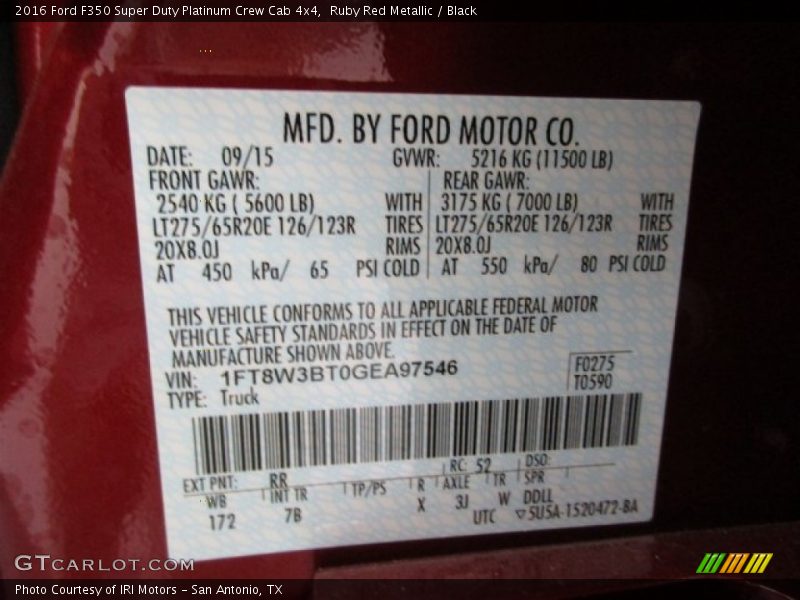 2016 Ford F350 Super Duty Platinum Crew Cab 4x4, Ruby Red Metallic / Black
MFD. BY FORD MOTOR CO.
DATE: 09/15 GVWR: 5216 KG (11500 LB)
FRONT GAWR: REAR GAWR:
2540 KG ( 5600 LB) WITH 3175 KG ( 7000 LB) WITH
LT275/65R20E 126/123R TIRES LT275/65R20E 126/123R TIRES
20X8.0J RIMS 20X8.0J RIMS
AT 450 kPa/ 65 PSI COLD AT 550 kPa/ 80 PSI COLD
THIS VEHICLE CONFORMS TO ALL APPLICABLE FEDERAL MOTOR
VEHICLE SAFETY STANDARDS IN EFFECT ON THE DATE OF
MANUFACTURE SHOWN ABOVE.
VIN: 1FT8W3BT0GEA97546 F0275
TYPE: Truck T0590
EXT PNT: RR RC: 52 DSO:
WB INT TR TP/PS R AXLE TR SPR
172 7B X 3J W DDLL
UTC ▽SU5A-1520472-BA
GTCARLOT.COM
Photo Courtesy of IRI Motors – San Antonio, TX